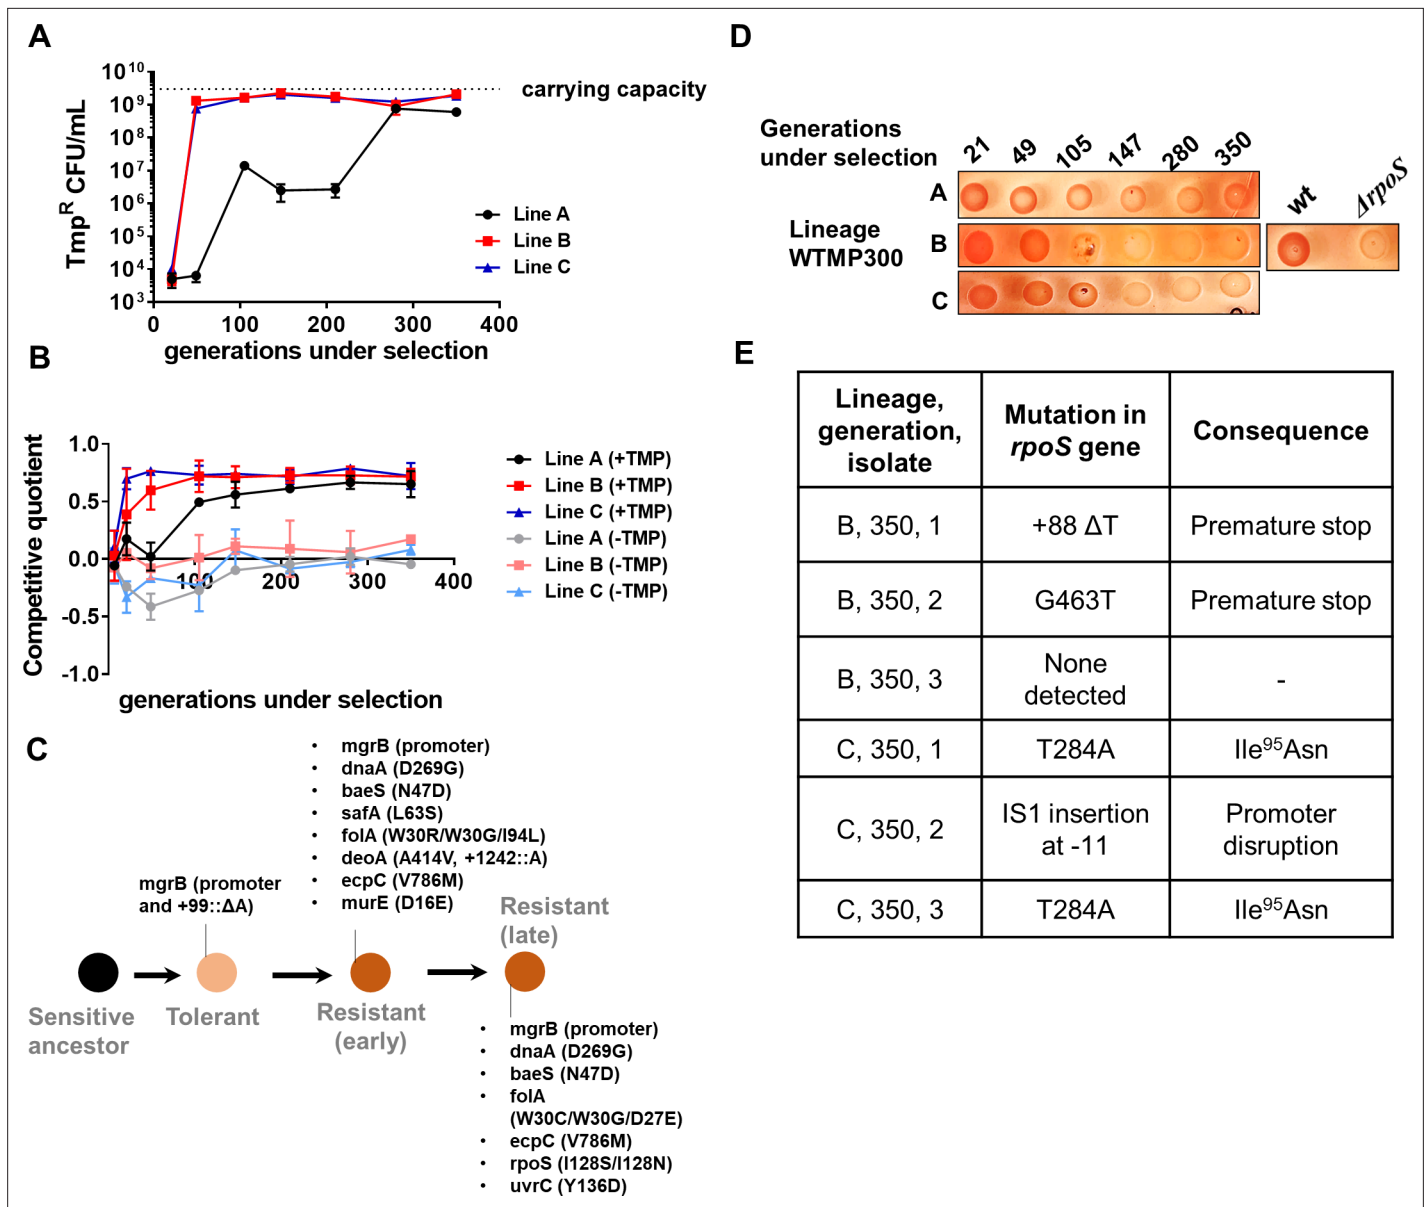 A
10^10
10^9
10^8
10^7
10^6
10^5
10^4
10^3
Tmp^R CFU/mL
carrying capacity
Line A
Line B
Line C
0
100
200
300
400
generations under selection
B
1.0
0.5
0.0
-0.5
-1.0
Competitive quotient
100
200
300
400
generations under selection
Line A (+TMP)
Line B (+TMP)
Line C (+TMP)
Line A (-TMP)
Line B (-TMP)
Line C (-TMP)
C
• mgrB (promoter)
• dnaA (D269G)
• baeS (N47D)
• safA (L63S)
• folA (W30R/W30G/I94L)
• deoA (A414V, +1242::A)
• ecpC (V786M)
• murE (D16E)
mgrB (promoter
and +99::ΔA)
Sensitive
ancestor
Tolerant
Resistant
(early)
Resistant
(late)
• mgrB (promoter)
• dnaA (D269G)
• baeS (N47D)
• folA
(W30C/W30G/D27E)
• ecpC (V786M)
• rpoS (I128S/I128N)
• uvrC (Y136D)
D
Generations
under selection
21 49 105 147 280 350
Lineage
WTMP300
A
B
C
wt ΔrpoS
E
Lineage,
generation,
isolate
Mutation in
rpoS gene
Consequence
B, 350, 1 +88 ΔT Premature stop
B, 350, 2 G463T Premature stop
B, 350, 3 None
detected
-
C, 350, 1 T284A Ile^95Asn
C, 350, 2 IS1 insertion
at -11
Promoter
disruption
C, 350, 3 T284A Ile^95Asn